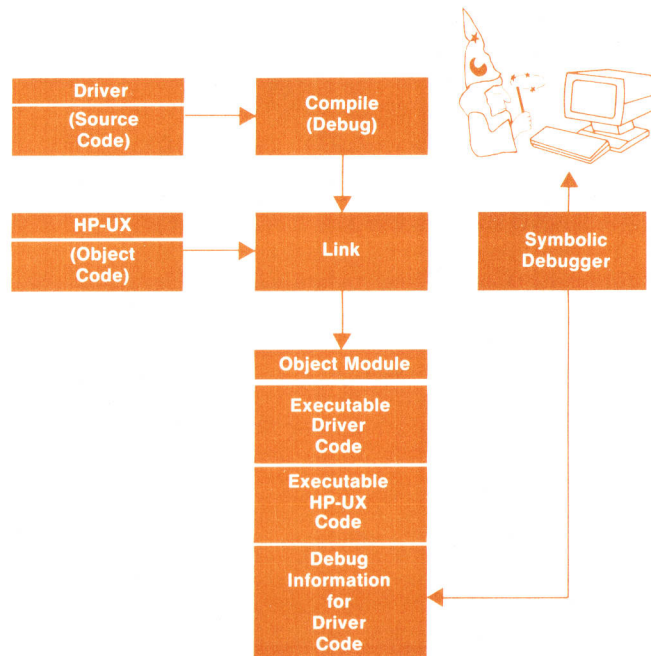 Driver
(Source
Code)
Compile
(Debug)
HP-UX
(Object
Code)
Link
Symbolic
Debugger
Object Module
Executable
Driver
Code
Executable
HP-UX
Code
Debug
Information
for
Driver
Code